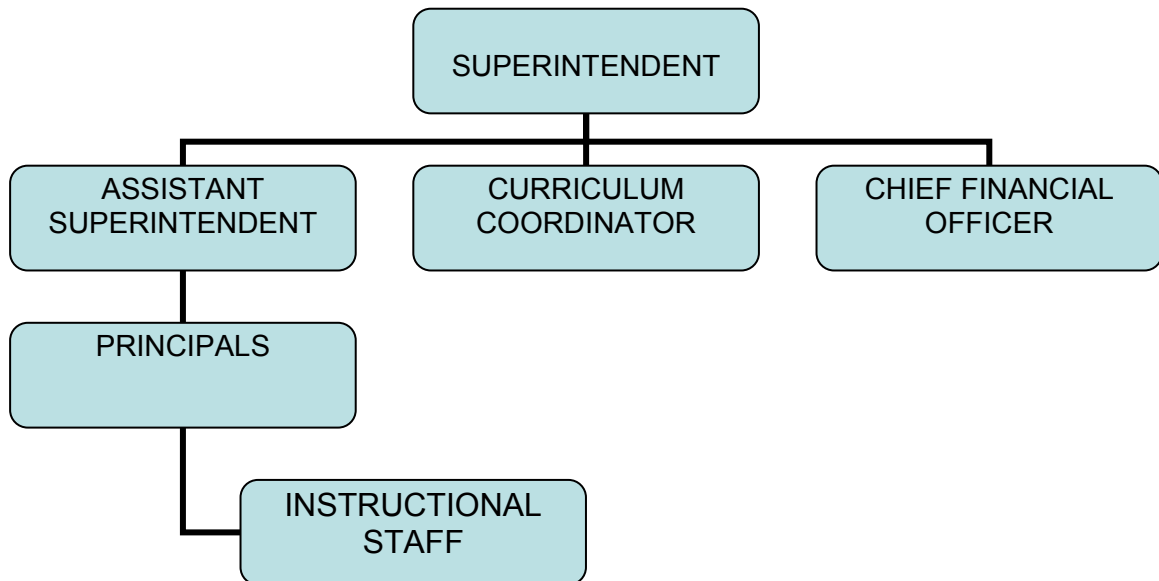 SUPERINTENDENT
ASSISTANT
SUPERINTENDENT
CURRICULUM
COORDINATOR
CHIEF FINANCIAL
OFFICER
PRINCIPALS
INSTRUCTIONAL
STAFF